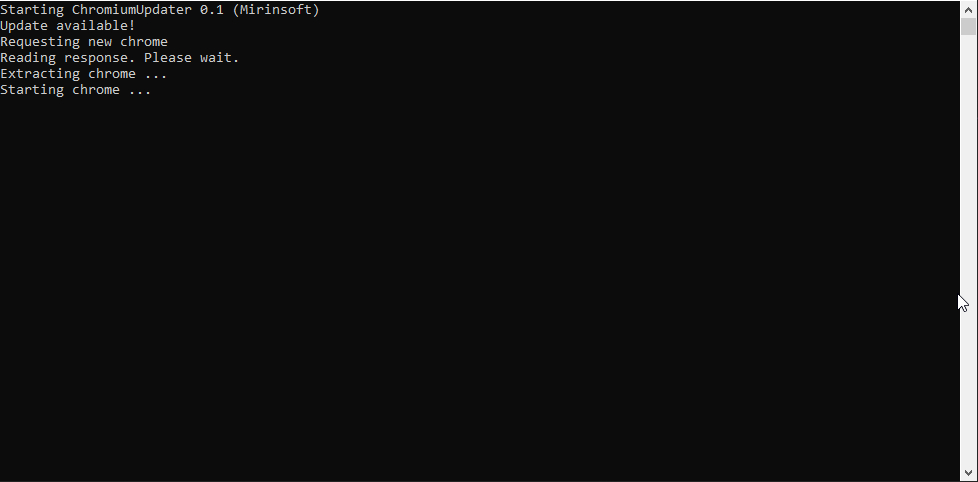 Starting ChromiumUpdater 0.1 (Mirinsoft)
Update available!
Requesting new chrome
Reading response. Please wait.
Extracting chrome ...
Starting chrome ...